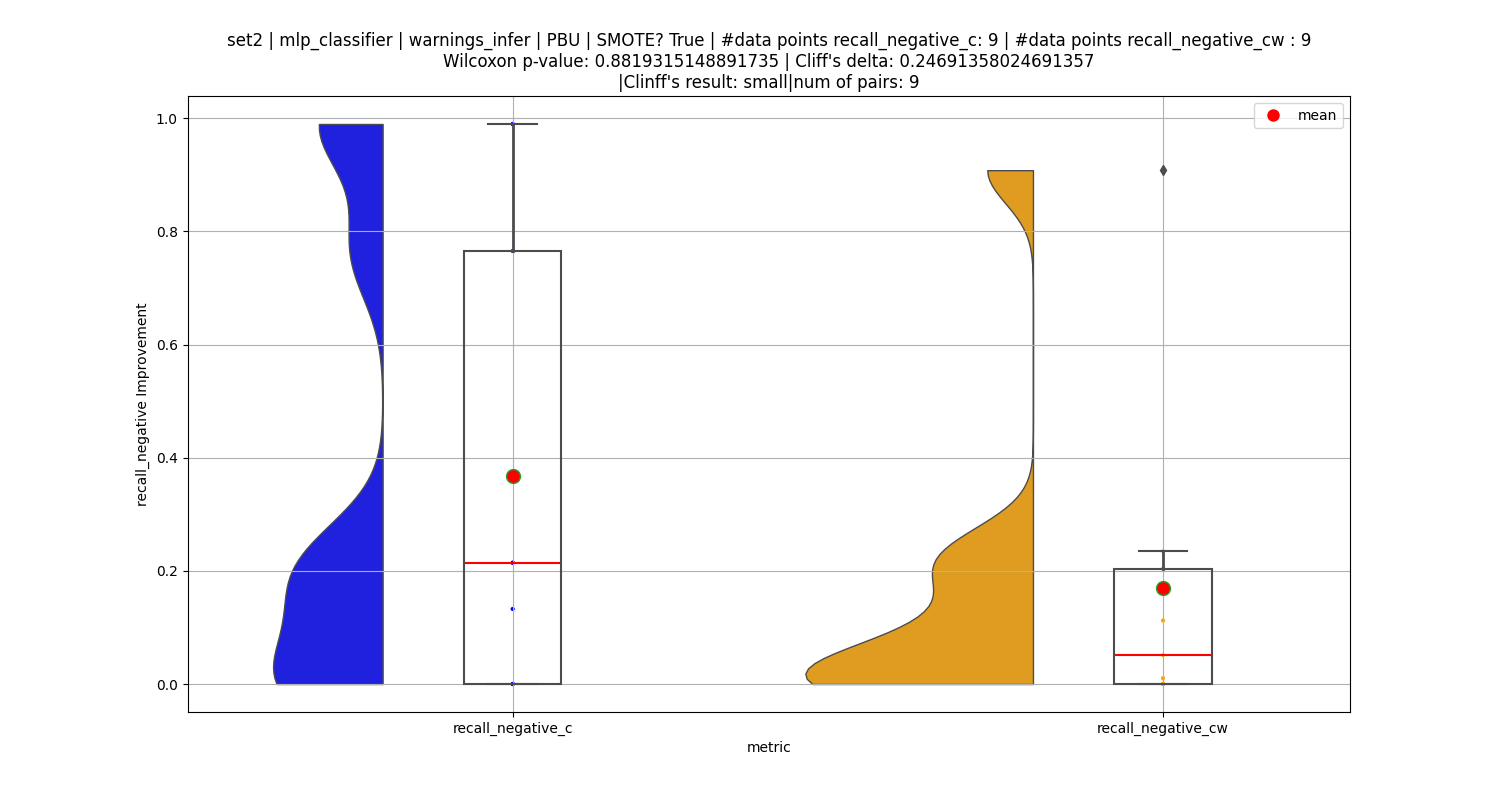 set2 | mlp_classifier | warnings_infer | PBU | SMOTE? True | #data points recall_negative_c: 9 | #data points recall_negative_cw : 9
Wilcoxon p-value: 0.8819315148891735 | Cliff's delta: 0.24691358024691357
|Clinff's result: small|num of pairs: 9
mean
1.0
0.8
0.6
0.4
0.2
0.0
recall_negative Improvement
recall_negative_c
recall_negative_cw
metric